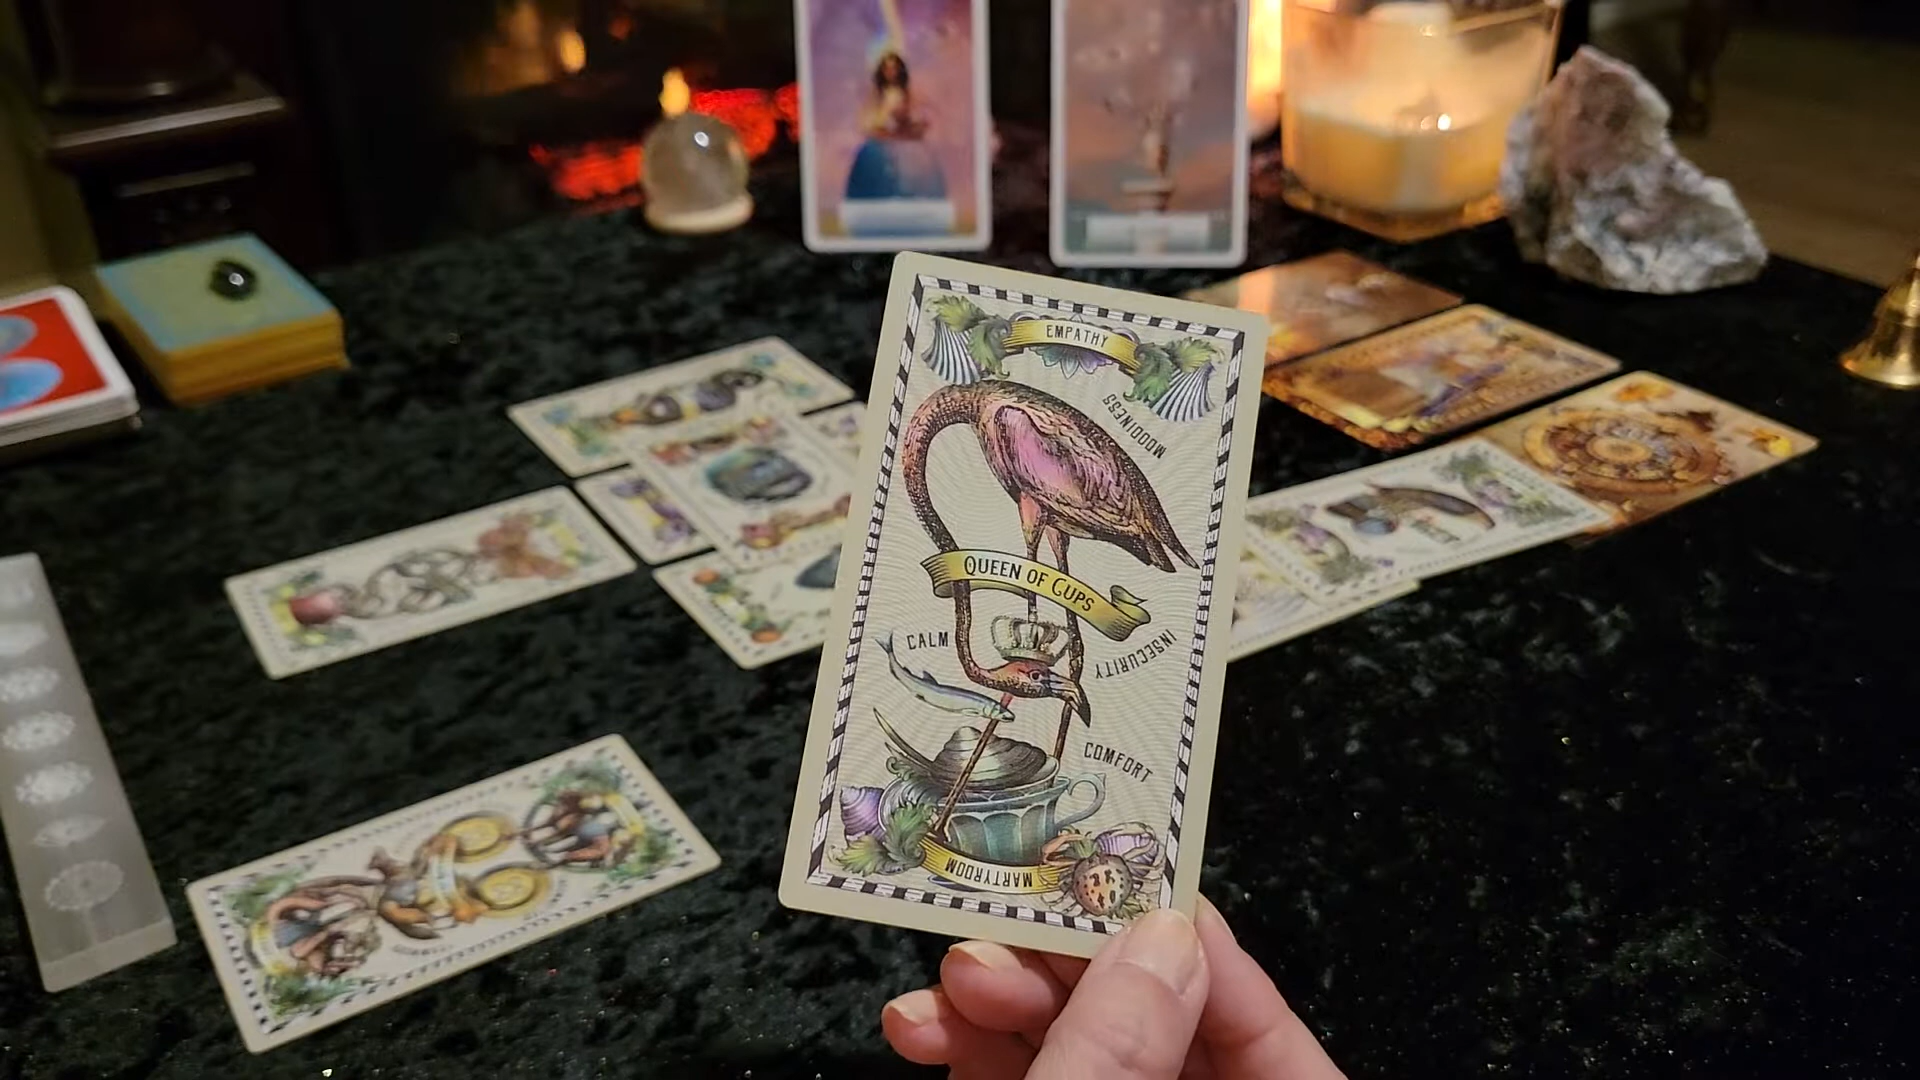 EMPATHY
MOODINESS
QUEEN OF CUPS
CALM
INSECURITY
COMFORT
MARTYRDOM